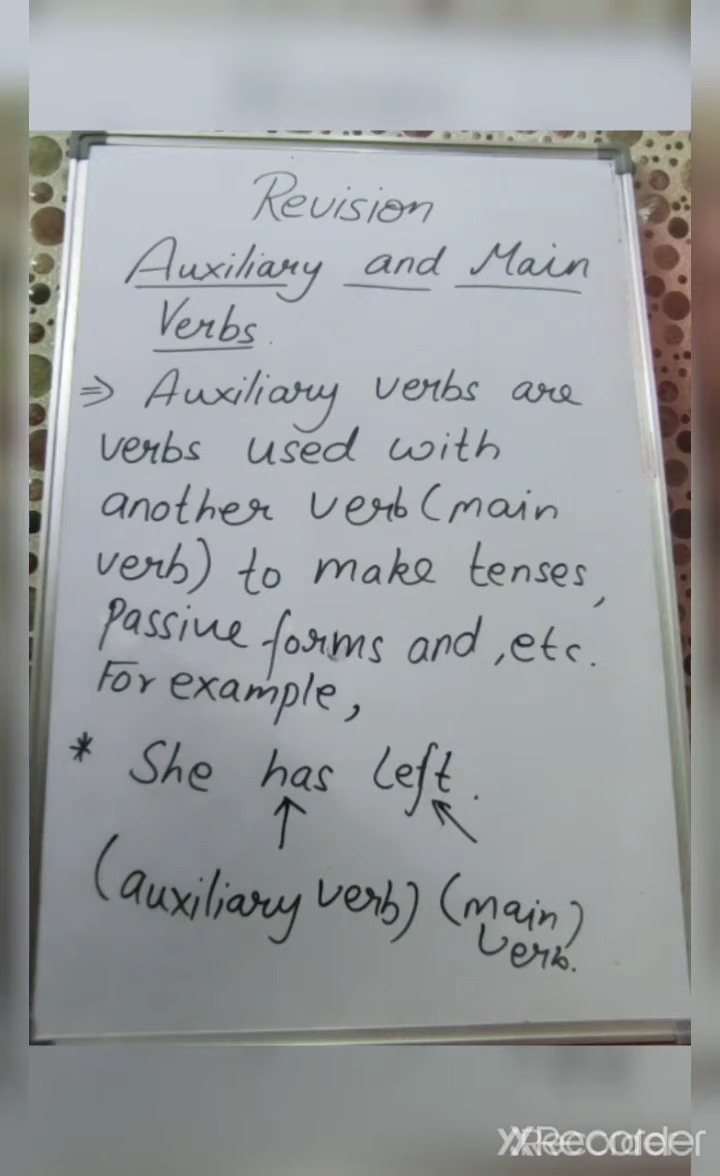 Revision
Auxiliary and Main
Verbs.
⇒ Auxiliary verbs are
verbs used with
another verb (main
verb) to make tenses,
Passive forms and, etc.
For example,
* She has left.
(auxiliary verb) (main)
verb.
XRecorder